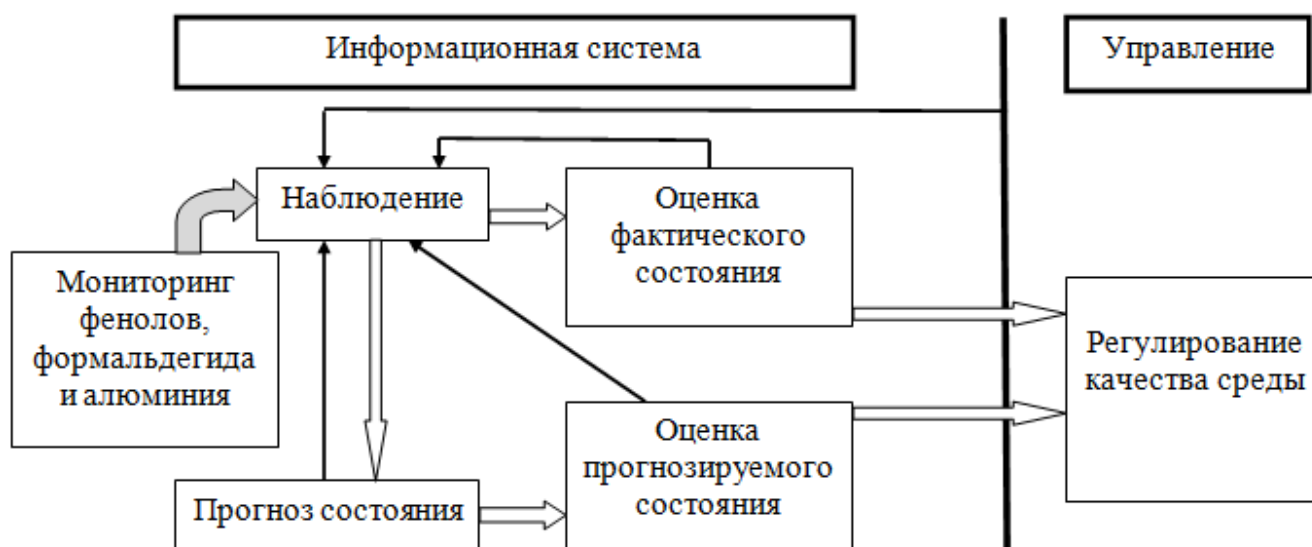 Информационная система
Управление
Наблюдение
Оценка
фактического
состояния
Мониторинг
фенолов,
формальдегида
и алюминия
Регулирование
качества среды
Оценка
прогнозируемого
состояния
Прогноз состояния